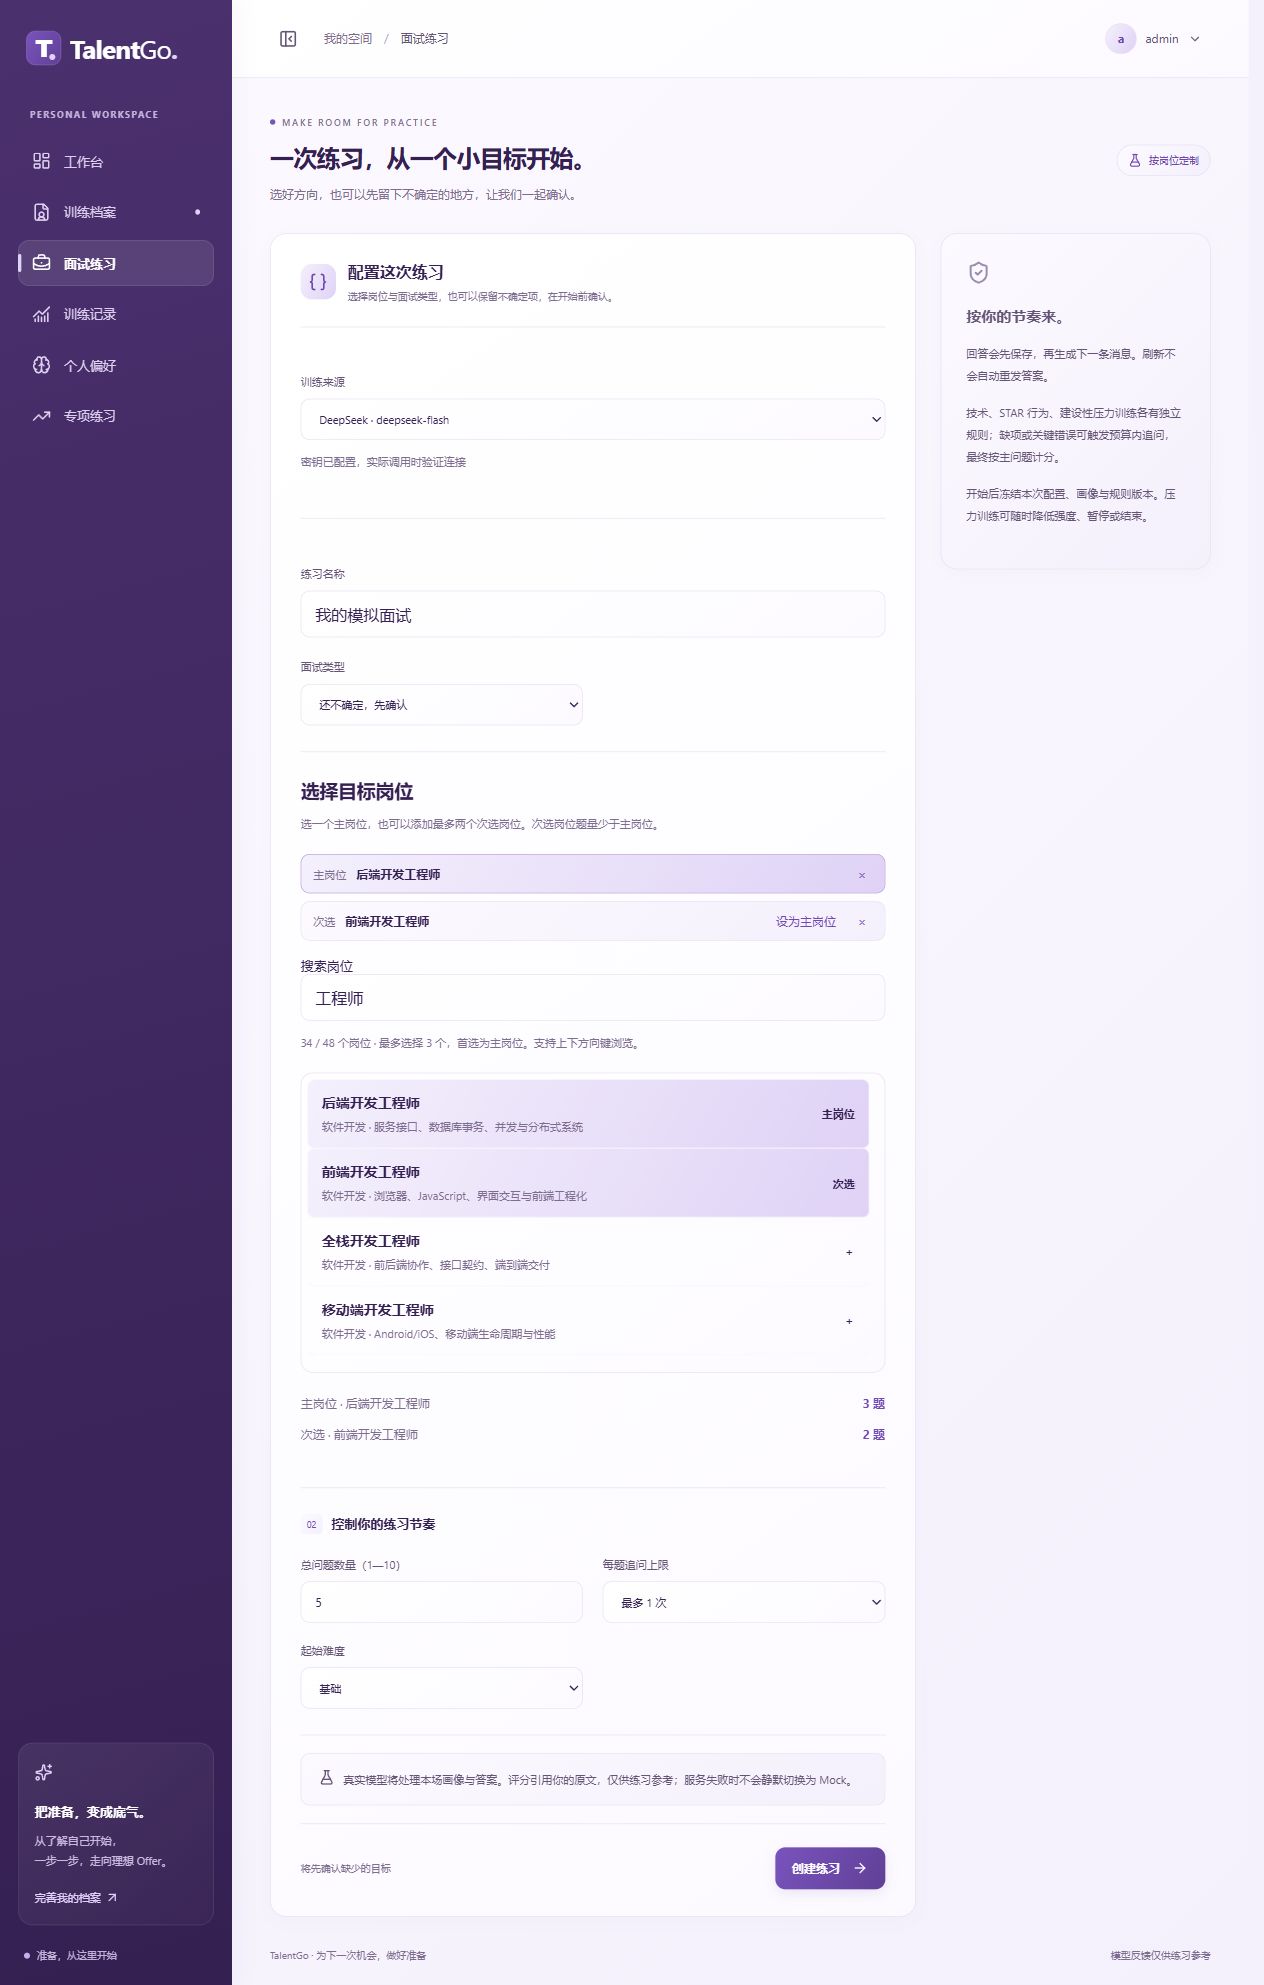 T. TalentGo.
PERSONAL WORKSPACE
工作台
训练档案
面试练习
训练记录
个人偏好
专项练习
把准备，变成底气。
从了解自己开始，
一步一步，走向理想 Offer。
完善我的档案
准备，从这里开始
我的空间 / 面试练习
a admin
MAKE ROOM FOR PRACTICE
一次练习，从一个小目标开始。
选好方向，也可以先留下不确定的地方，让我们一起确认。
按岗位定制
{ } 配置这次练习
选择岗位与面试类型，也可以保留不确定项，在开始前确认。
训练来源
DeepSeek · deepseek-flash
密钥已配置，实际调用时验证连接
练习名称
我的模拟面试
面试类型
还不确定，先确认
选择目标岗位
选一个主岗位，也可以添加最多两个次选岗位。次选岗位题量少于主岗位。
主岗位 后端开发工程师 ×
次选 前端开发工程师 设为主岗位 ×
搜索岗位
工程师
34 / 48 个岗位 · 最多选择 3 个，首选为主岗位。支持上下方向键浏览。
后端开发工程师
软件开发 · 服务接口、数据库事务、并发与分布式系统
主岗位
前端开发工程师
软件开发 · 浏览器、JavaScript、界面交互与前端工程化
次选
全栈开发工程师
软件开发 · 前后端协作、接口契约、端到端交付
+
移动端开发工程师
软件开发 · Android/iOS、移动端生命周期与性能
+
主岗位 · 后端开发工程师 3 题
次选 · 前端开发工程师 2 题
02 控制你的练习节奏
总问题数量（1—10）
5
每题追问上限
最多 1 次
起始难度
基础
真实模型将处理本场画像与答案。评分引用你的原文，仅供练习参考；服务失败时不会静默切换为 Mock。
将先确认缺少的目标
创建练习
按你的节奏来。
回答会先保存，再生成下一条消息。刷新不
会自动重发答案。
技术、STAR 行为、建设性压力训练各有独立
规则；缺项或关键错误可触发预算内追问，
最终按主问题计分。
开始后冻结本次配置、画像与规则版本。压
力训练可随时降低强度、暂停或结束。
TalentGo · 为下一次机会，做好准备
模型反馈仅供练习参考